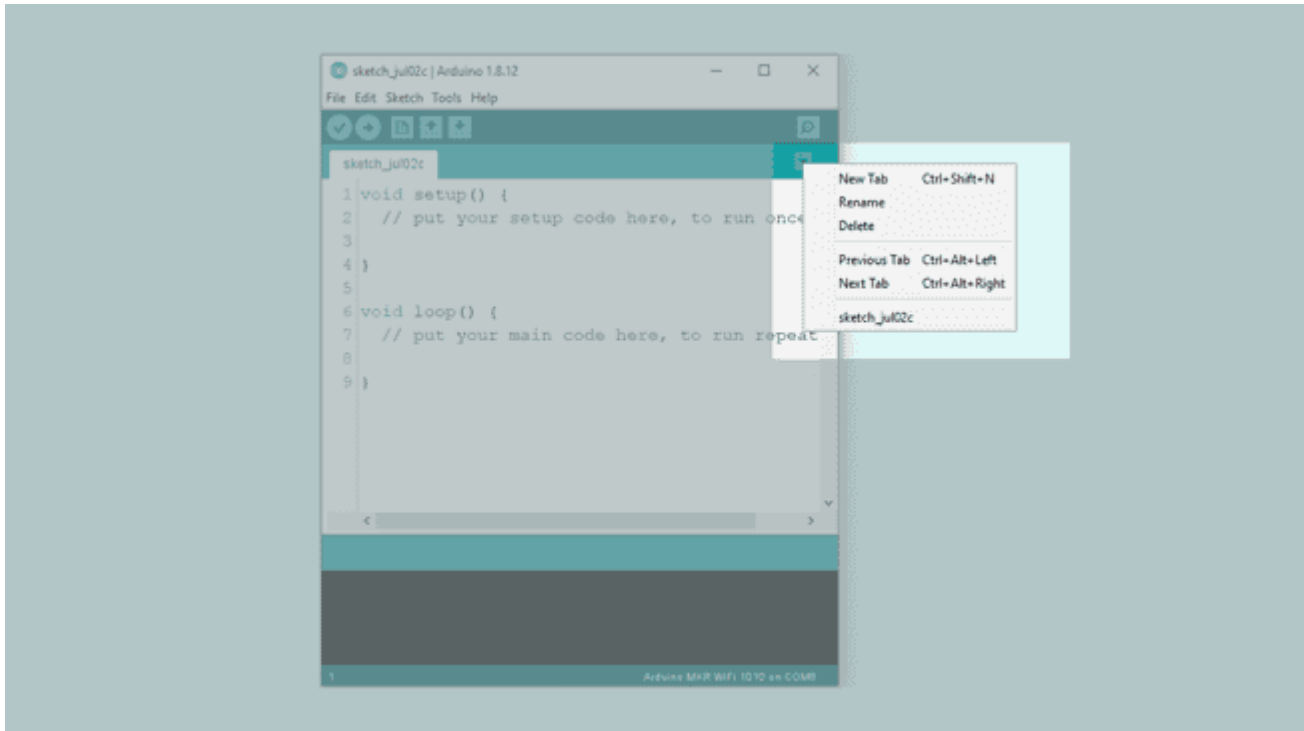 sketch_jul02c | Arduino 1.8.12
File Edit Sketch Tools Help
sketch_jul02c
1 void setup() {
2 // put your setup code here, to run once
3
4 }
5
6 void loop() {
7 // put your main code here, to run repeat
8
9 }
New Tab Ctrl+Shift+N
Rename
Delete
Previous Tab Ctrl+Alt+Left
Next Tab Ctrl+Alt+Right
sketch_jul02c
1 Arduino MKR WiFi 1010 on COM8